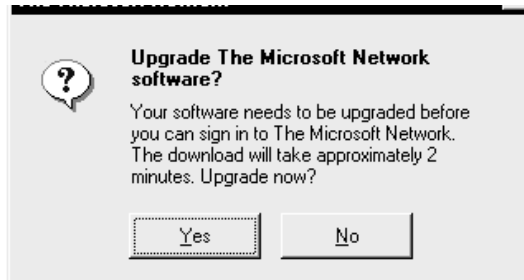 Upgrade The Microsoft Network
software?
Your software needs to be upgraded before
you can sign in to The Microsoft Network.
The download will take approximately 2
minutes. Upgrade now?
Yes
No